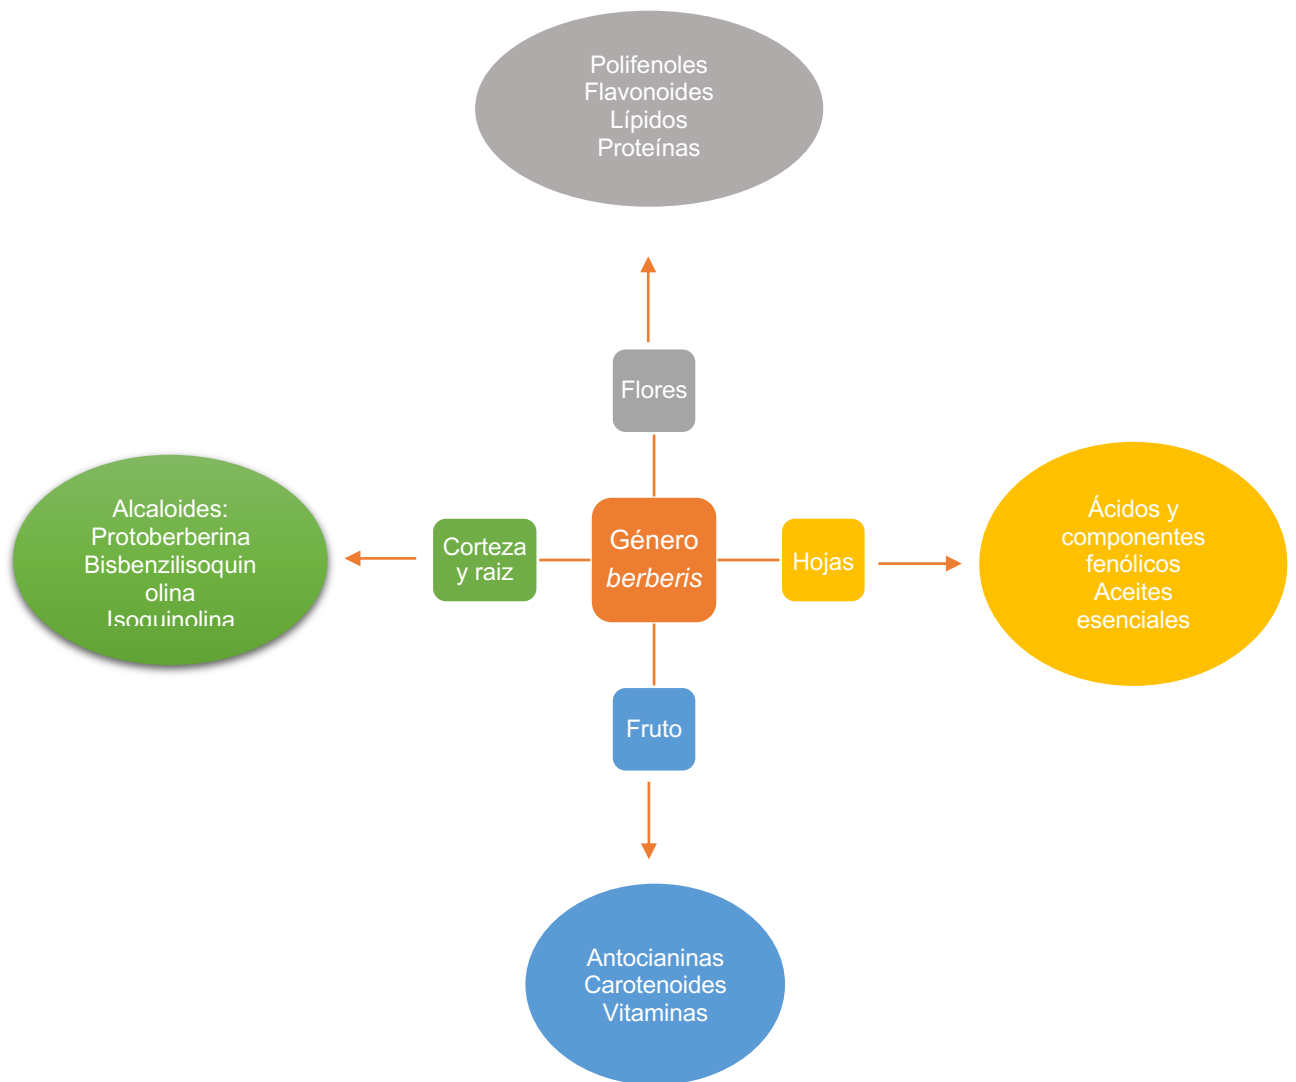 Polifenoles
Flavonoides
Lípidos
Proteínas
Flores
Alcaloides:
Protoberberina
Bisbenzilisoquin
olina
Isoquinolina
Corteza
y raiz
Género
berberis
Hojas
Ácidos y
componentes
fenólicos
Aceites
esenciales
Fruto
Antocianinas
Carotenoides
Vitaminas